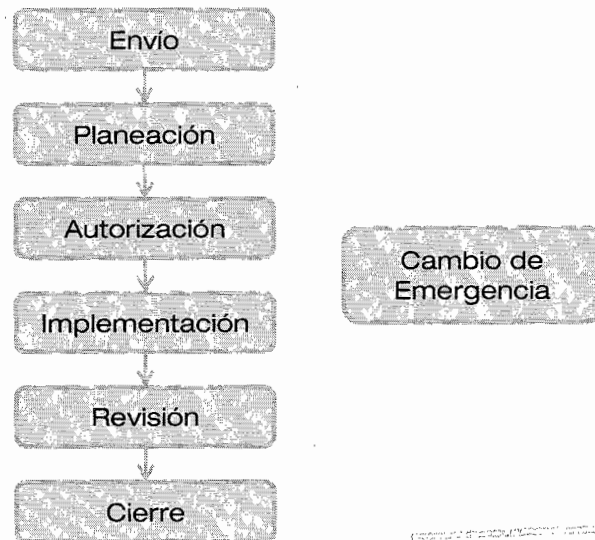 Envío
Planeación
Autorización
Implementación
Revisión
Cierre
Cambio de
Emergencia